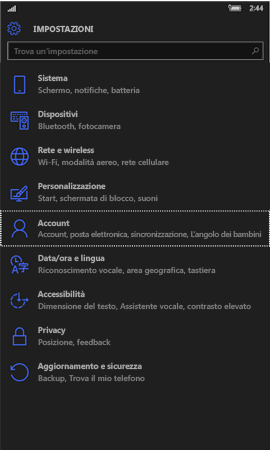 2:44
IMPOSTAZIONI
Trova un'impostazione
Sistema
Schermo, notifiche, batteria
Dispositivi
Bluetooth, fotocamera
Rete e wireless
Wi-Fi, modalità aereo, rete cellulare
Personalizzazione
Start, schermata di blocco, suoni
Account
Account, posta elettronica, sincronizzazione, L'angolo dei bambini
Data/ora e lingua
Riconoscimento vocale, area geografica, tastiera
Accessibilità
Dimensione del testo, Assistente vocale, contrasto elevato
Privacy
Posizione, feedback
Aggiornamento e sicurezza
Backup, Trova il mio telefono